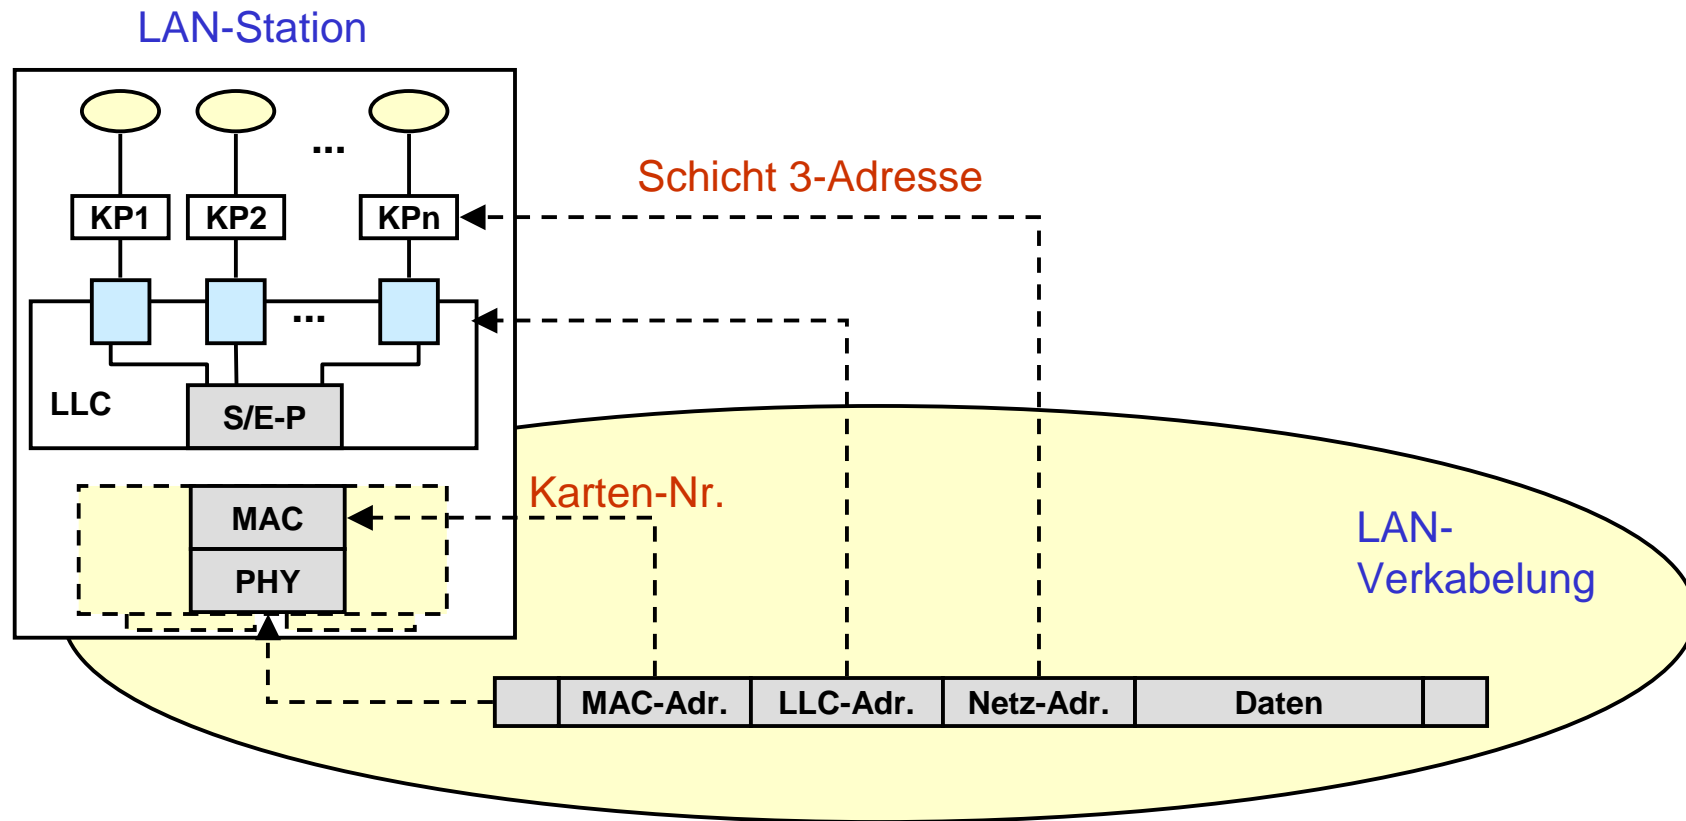 LAN-Station
...
Schicht 3-Adresse
KP1 KP2 KPn
...
LLC
S/E-P
Karten-Nr.
MAC
PHY
LAN-
Verkabelung
MAC-Adr. LLC-Adr. Netz-Adr. Daten